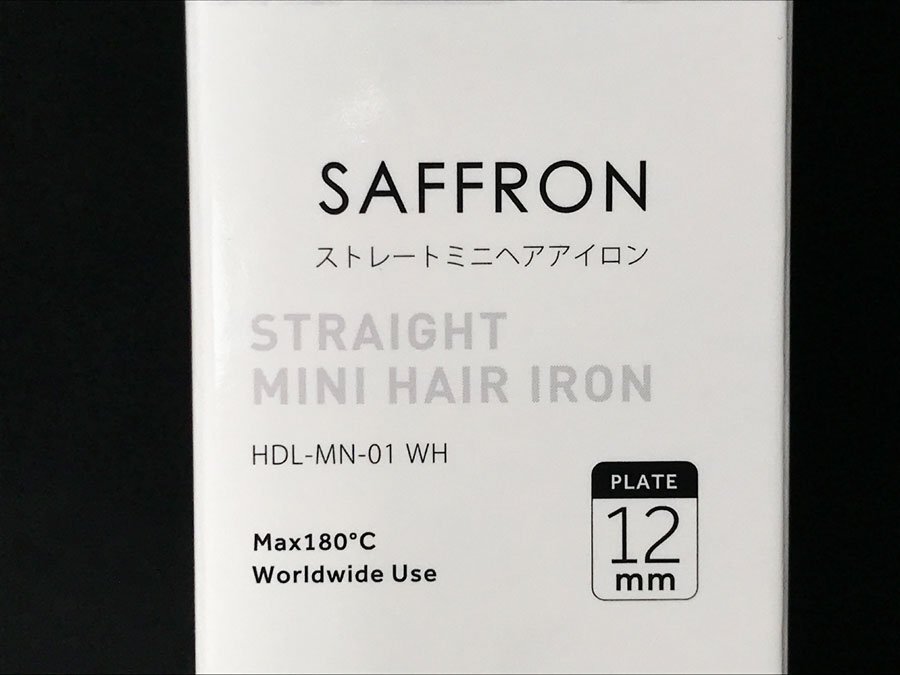 SAFFRON
ストレートミニヘアアイロン
STRAIGHT
MINI HAIR IRON
HDL-MN-01 WH
Max180°C
Worldwide Use
PLATE
12
mm